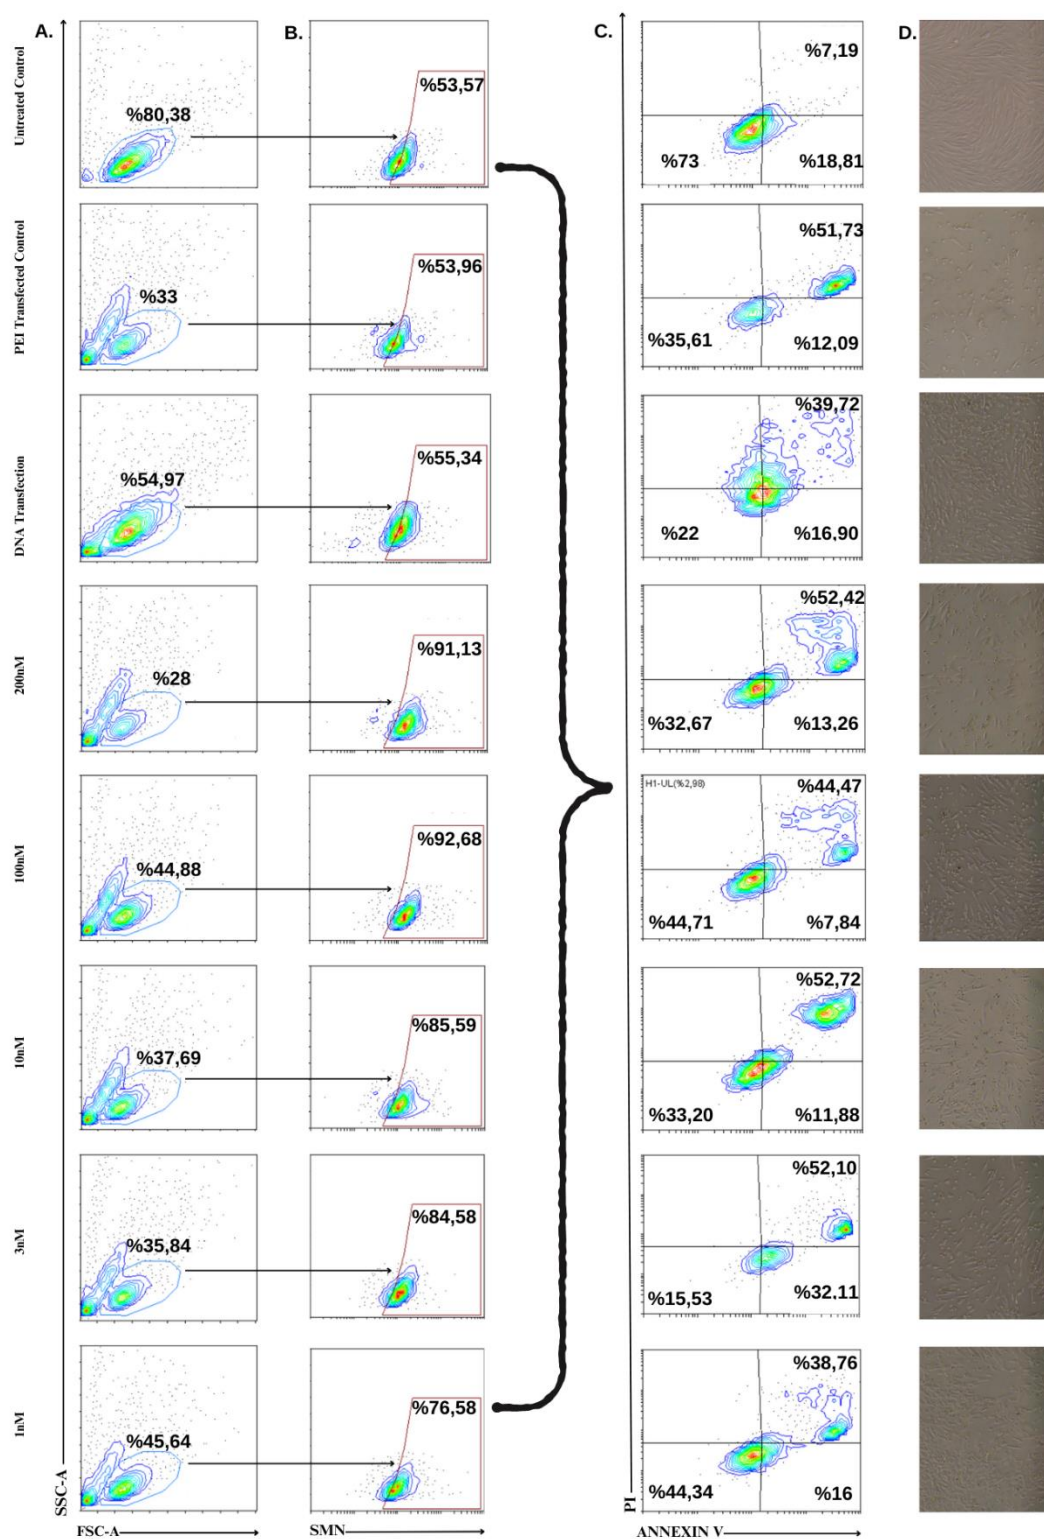 A.
B.
C.
D.
Untreated Control
%80,38
%53,57
%7,19
%73
%18,81
PEI Transfected Control
%33
%53,96
%51,73
%35,61
%12,09
DNA Transfection
%54,97
%55,34
%39,72
%22
%16,90
200nM
%28
%91,13
%52,42
%32,67
%13,26
100nM
%44,88
%92,68
H1-UL(%2,98)
%44,47
%44,71
%7,84
10nM
%37,69
%85,59
%52,72
%33,20
%11,88
3nM
%35,84
%84,58
%52,10
%15,53
%32,11
1nM
%45,64
%76,58
%38,76
%44,34
%16
SSC-A
PI
FSC-A
SMN
ANNEXIN V